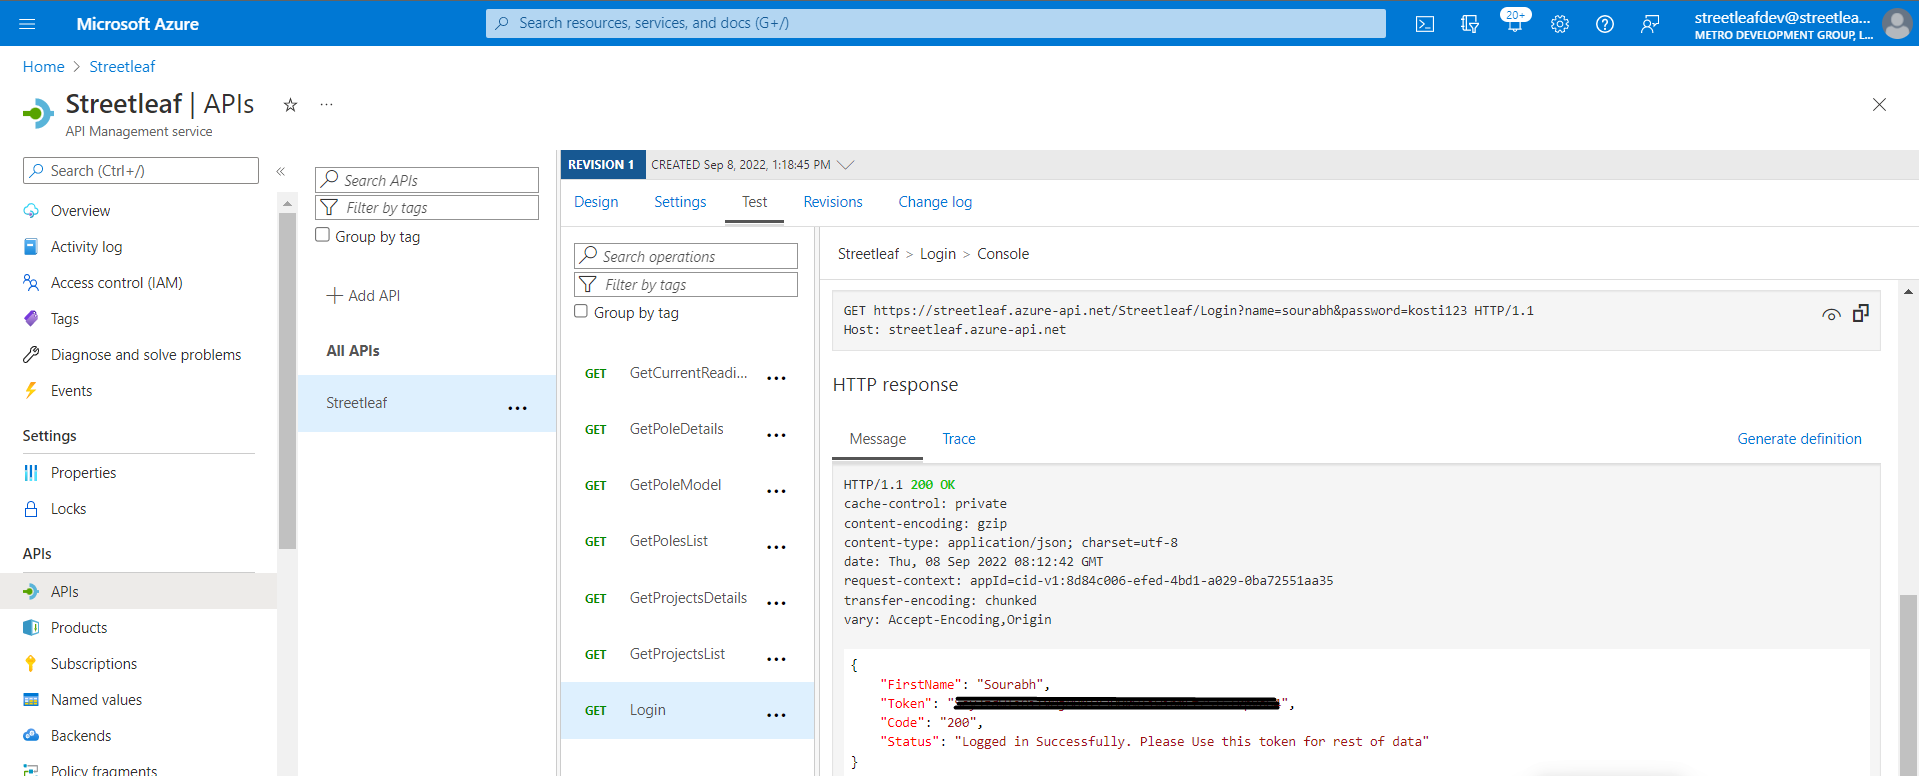 Microsoft Azure
Search resources, services, and docs (G+/)
20+
streetleafdev@streetlea...
METRO DEVELOPMENT GROUP, L...
Home > Streetleaf
Streetleaf | APIs
...
API Management service
Search (Ctrl+/)
«
Overview
Activity log
Access control (IAM)
Tags
Diagnose and solve problems
Events
Settings
Properties
Locks
APIs
APIs
Products
Subscriptions
Named values
Backends
Policy fragments
Search APIs
Filter by tags
Group by tag
+ Add API
All APIs
Streetleaf
...
REVISION 1
CREATED Sep 8, 2022, 1:18:45 PM
Design
Settings
Test
Revisions
Change log
Search operations
Filter by tags
Group by tag
GET GetCurrentReadi... ...
GET GetPoleDetails ...
GET GetPoleModel ...
GET GetPolesList ...
GET GetProjectsDetails ...
GET GetProjectsList ...
GET Login ...
Streetleaf > Login > Console
GET https://streetleaf.azure-api.net/Streetleaf/Login?name=sourabh&password=kosti123 HTTP/1.1
Host: streetleaf.azure-api.net
HTTP response
Message
Trace
Generate definition
HTTP/1.1 200 OK
cache-control: private
content-encoding: gzip
content-type: application/json; charset=utf-8
date: Thu, 08 Sep 2022 08:12:42 GMT
request-context: appId=cid-v1:8d84c006-efed-4bd1-a029-0ba72551aa35
transfer-encoding: chunked
vary: Accept-Encoding,Origin
{
"FirstName": "Sourabh",
"Token": "",
"Code": "200",
"Status": "Logged in Successfully. Please Use this token for rest of data"
}